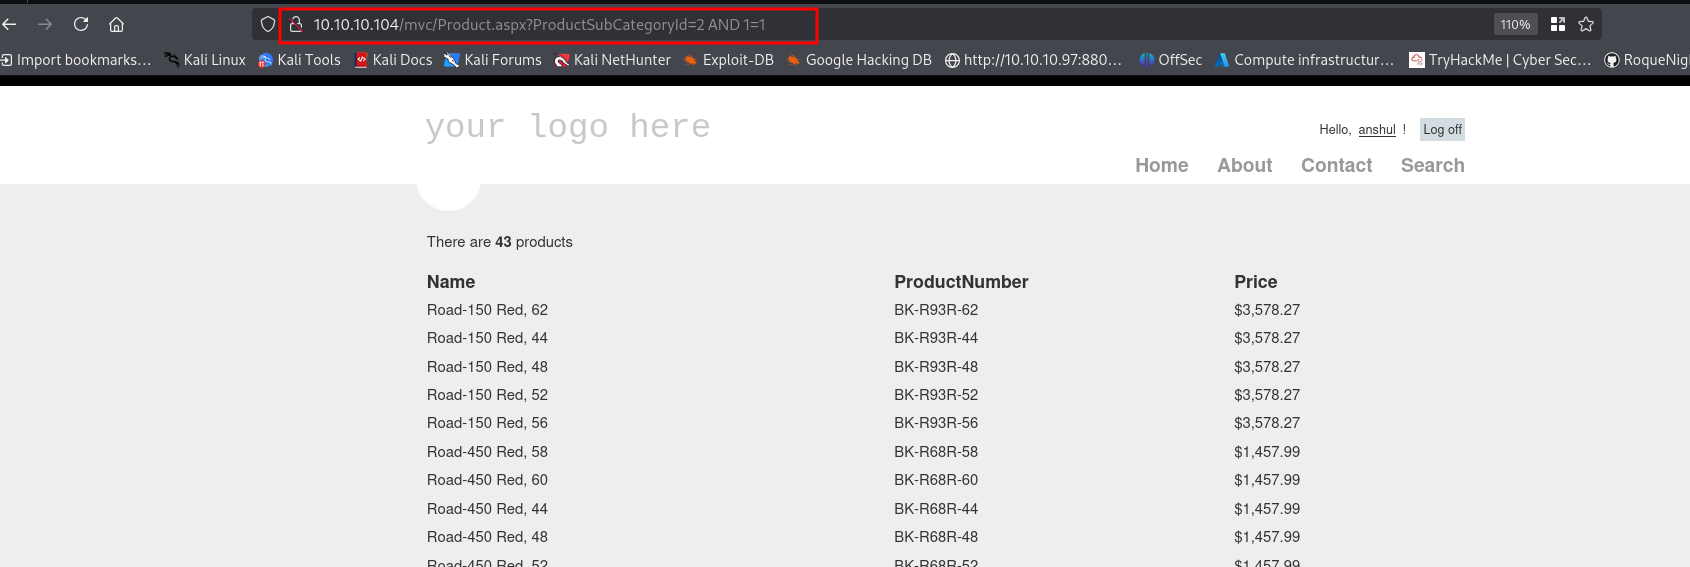 10.10.10.104/mvc/Product.aspx?ProductSubCategoryId=2 AND 1=1 110%
Import bookmarks... Kali Linux Kali Tools Kali Docs Kali Forums Kali NetHunter Exploit-DB Google Hacking DB http://10.10.10.97:880... OffSec Compute infrastructur... TryHackMe | Cyber Sec... RoqueNig
your logo here
Hello, anshul ! Log off
Home About Contact Search
There are 43 products
Name ProductNumber Price
Road-150 Red, 62 BK-R93R-62 $3,578.27
Road-150 Red, 44 BK-R93R-44 $3,578.27
Road-150 Red, 48 BK-R93R-48 $3,578.27
Road-150 Red, 52 BK-R93R-52 $3,578.27
Road-150 Red, 56 BK-R93R-56 $3,578.27
Road-450 Red, 58 BK-R68R-58 $1,457.99
Road-450 Red, 60 BK-R68R-60 $1,457.99
Road-450 Red, 44 BK-R68R-44 $1,457.99
Road-450 Red, 48 BK-R68R-48 $1,457.99
Road-450 Red, 52 BK-R68R-52 $1,457.99